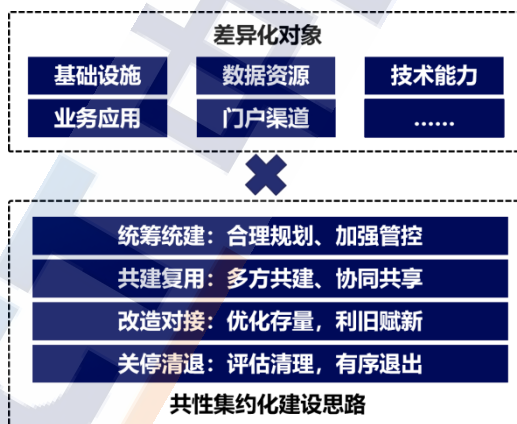 差异化对象
基础设施 数据资源 技术能力
业务应用 门户渠道 ......
统筹统建：合理规划、加强管控
共建复用：多方共建、协同共享
改造对接：优化存量，利旧赋新
关停清退：评估清理，有序退出
共性集约化建设思路